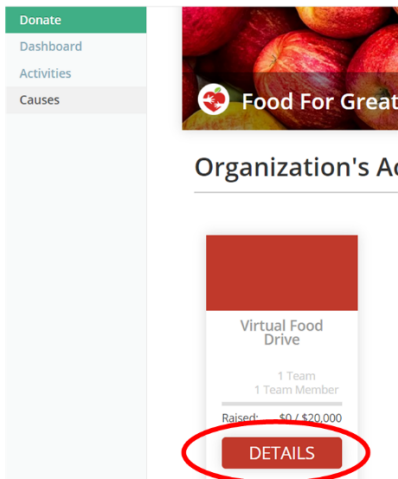 Donate
Dashboard
Activities
Causes
Food For Great
Organization's Ac
Virtual Food
Drive
1 Team
1 Team Member
Raised: $0 / $20,000
DETAILS